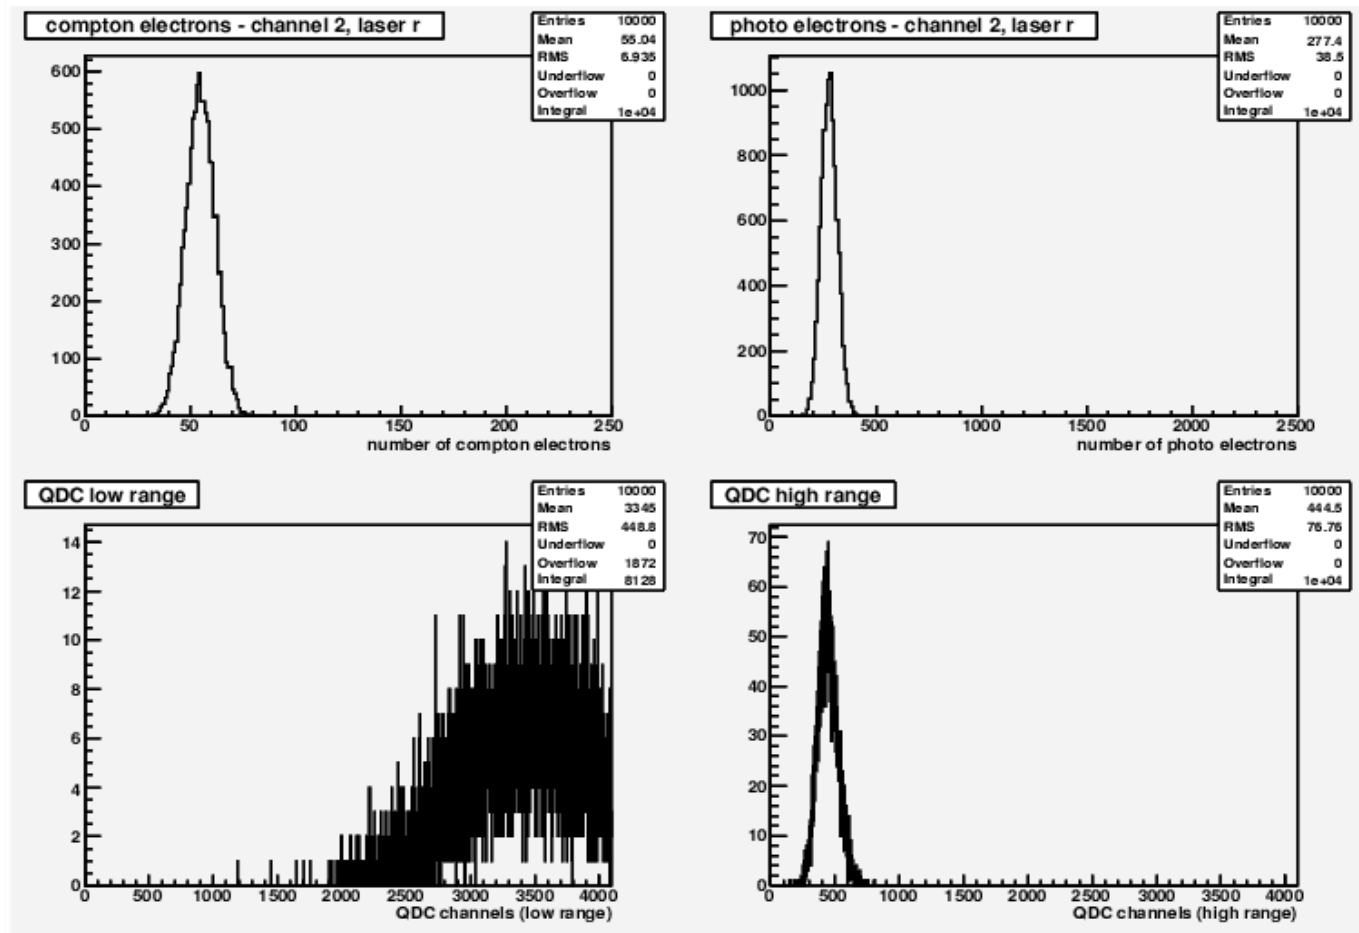 compton electrons - channel 2, laser r
Entries 10000
Mean 55.04
RMS 6.935
Underflow 0
Overflow 0
Integral 1e+04
600
500
400
300
200
100
0
0 50 100 150 200 250
number of compton electrons
photo electrons - channel 2, laser r
Entries 10000
Mean 277.4
RMS 38.5
Underflow 0
Overflow 0
Integral 1e+04
1000
800
600
400
200
0
0 500 1000 1500 2000 2500
number of photo electrons
QDC low range
Entries 10000
Mean 3345
RMS 448.8
Underflow 0
Overflow 1872
Integral 8128
14
12
10
8
6
4
2
0
0 500 1000 1500 2000 2500 3000 3500 4000
QDC channels (low range)
QDC high range
Entries 10000
Mean 444.5
RMS 76.76
Underflow 0
Overflow 0
Integral 1e+04
70
60
50
40
30
20
10
0
0 500 1000 1500 2000 2500 3000 3500 4000
QDC channels (high range)